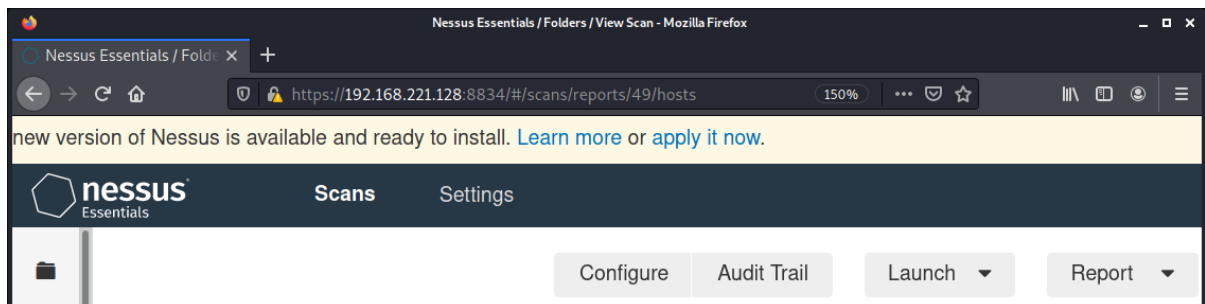 Nessus Essentials / Folders / View Scan - Mozilla Firefox
Nessus Essentials / Folde
https://192.168.221.128:8834/#/scans/reports/49/hosts 150%
new version of Nessus is available and ready to install. Learn more or apply it now.
nessus Scans Settings
Essentials
Configure Audit Trail Launch Report